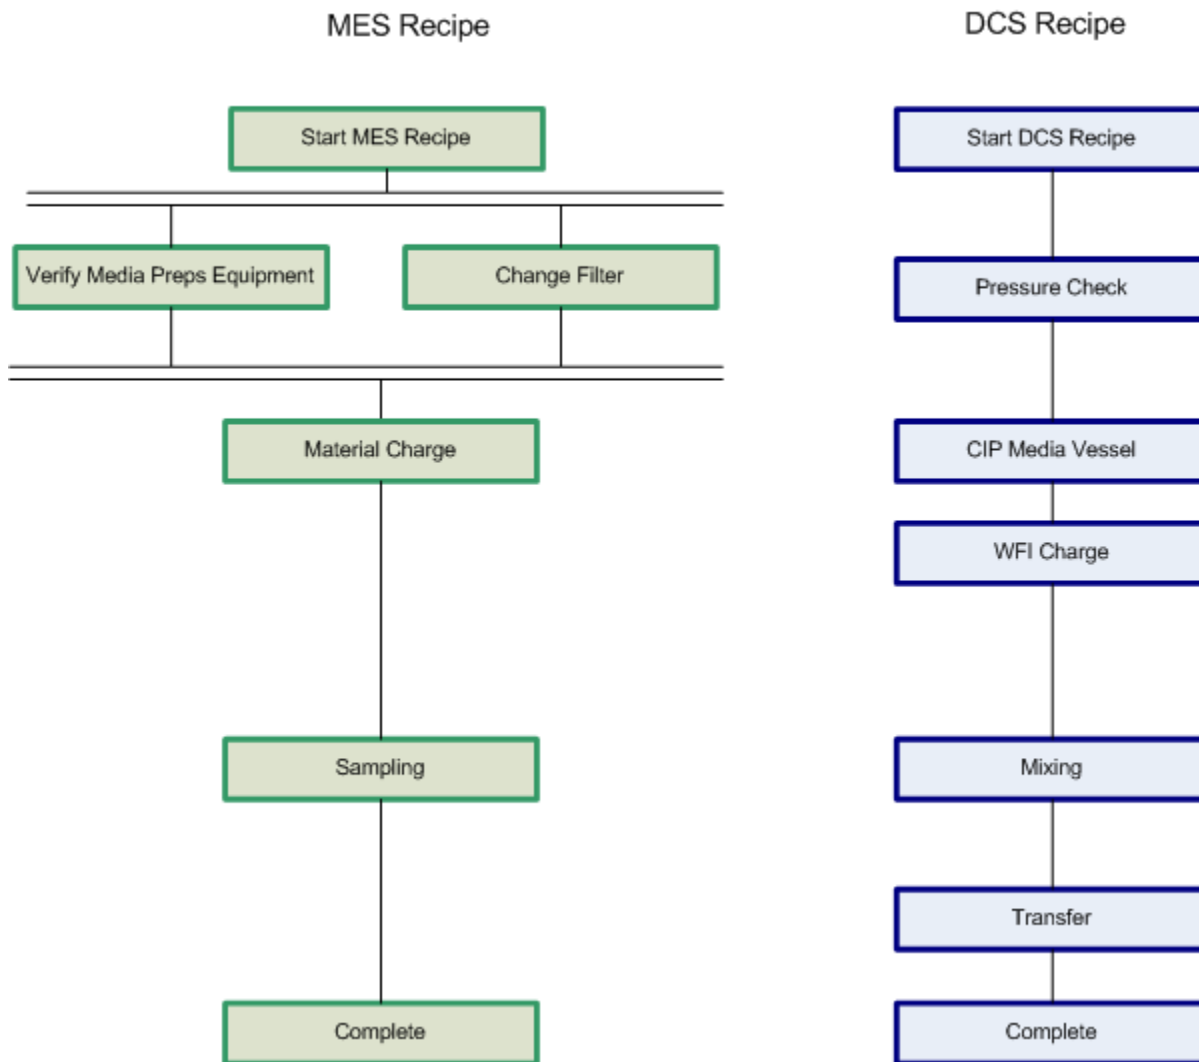 MES Recipe
DCS Recipe
Start MES Recipe
Start DCS Recipe
Verify Media Preps Equipment
Change Filter
Pressure Check
Material Charge
CIP Media Vessel
WFI Charge
Sampling
Mixing
Transfer
Complete
Complete